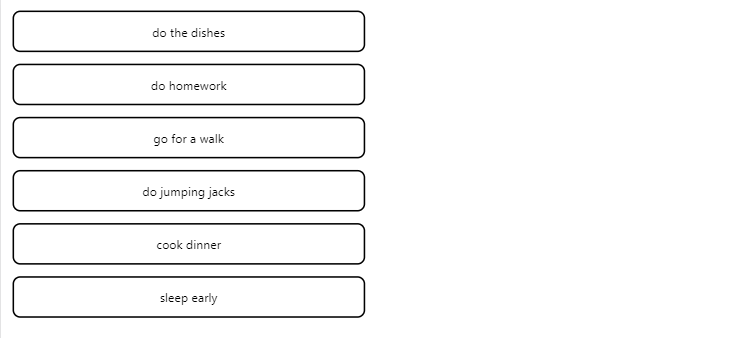 do the dishes
do homework
go for a walk
do jumping jacks
cook dinner
sleep early